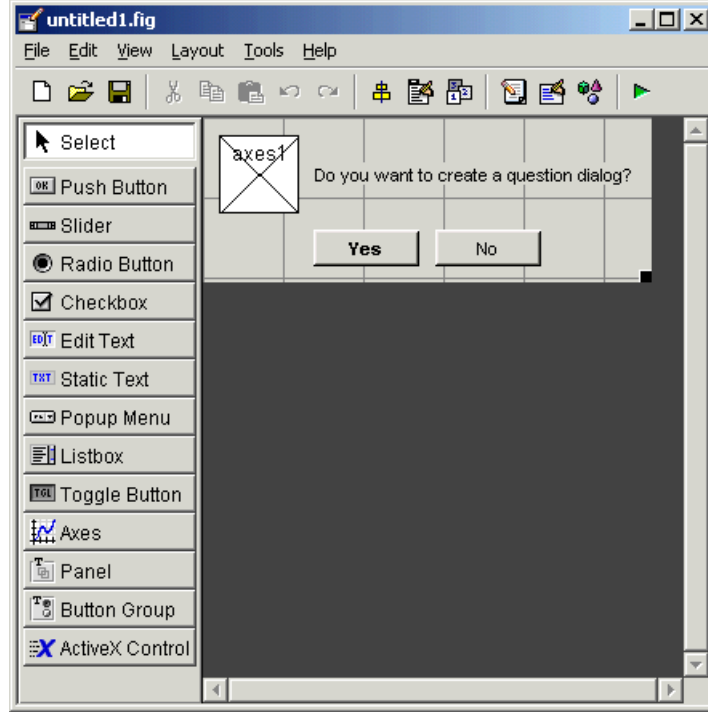 untitled1.fig
File Edit View Layout Tools Help
Select
Push Button
Slider
Radio Button
Checkbox
Edit Text
Static Text
Popup Menu
Listbox
Toggle Button
Axes
Panel
Button Group
ActiveX Control
axes1
Do you want to create a question dialog?
Yes No